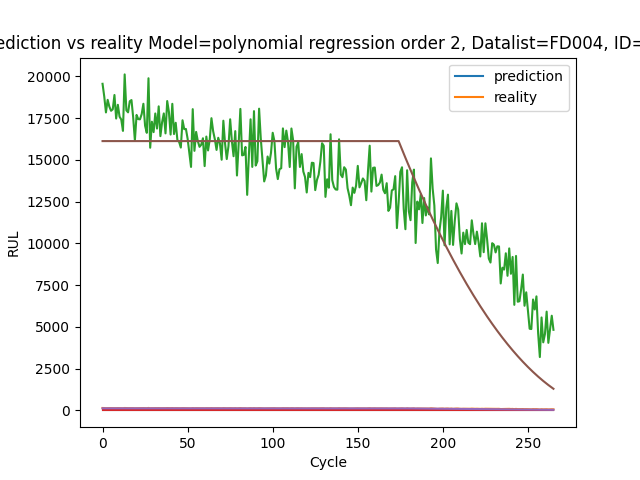 ediction vs reality Model=polynomial regression order 2, Datalist=FD004, ID=
prediction
reality
RUL
20000
17500
15000
12500
10000
7500
5000
2500
0
0 50 100 150 200 250
Cycle